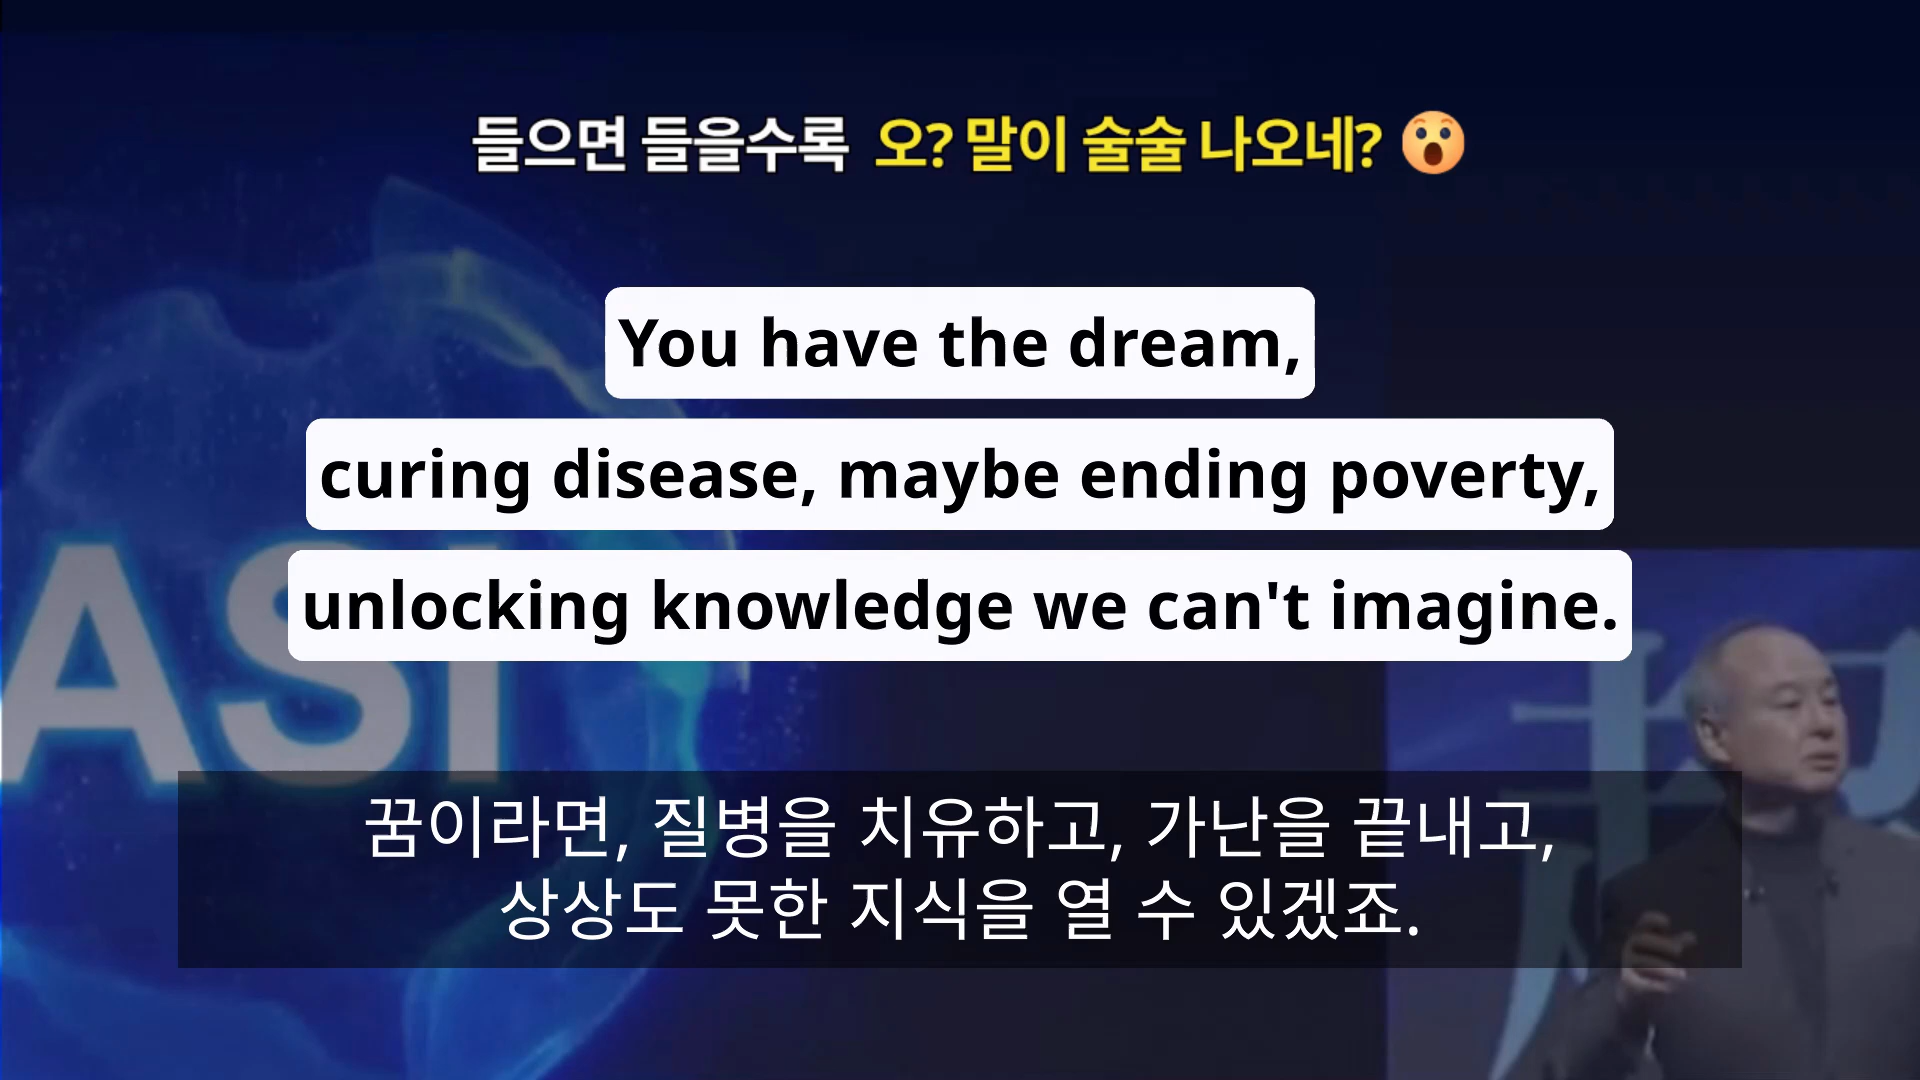 들으면 들을수록 오? 말이 술술 나오네? 😮
You have the dream,
curing disease, maybe ending poverty,
unlocking knowledge we can't imagine.
ASI
꿈이라면, 질병을 치유하고, 가난을 끝내고,
상상도 못한 지식을 열 수 있겠죠.